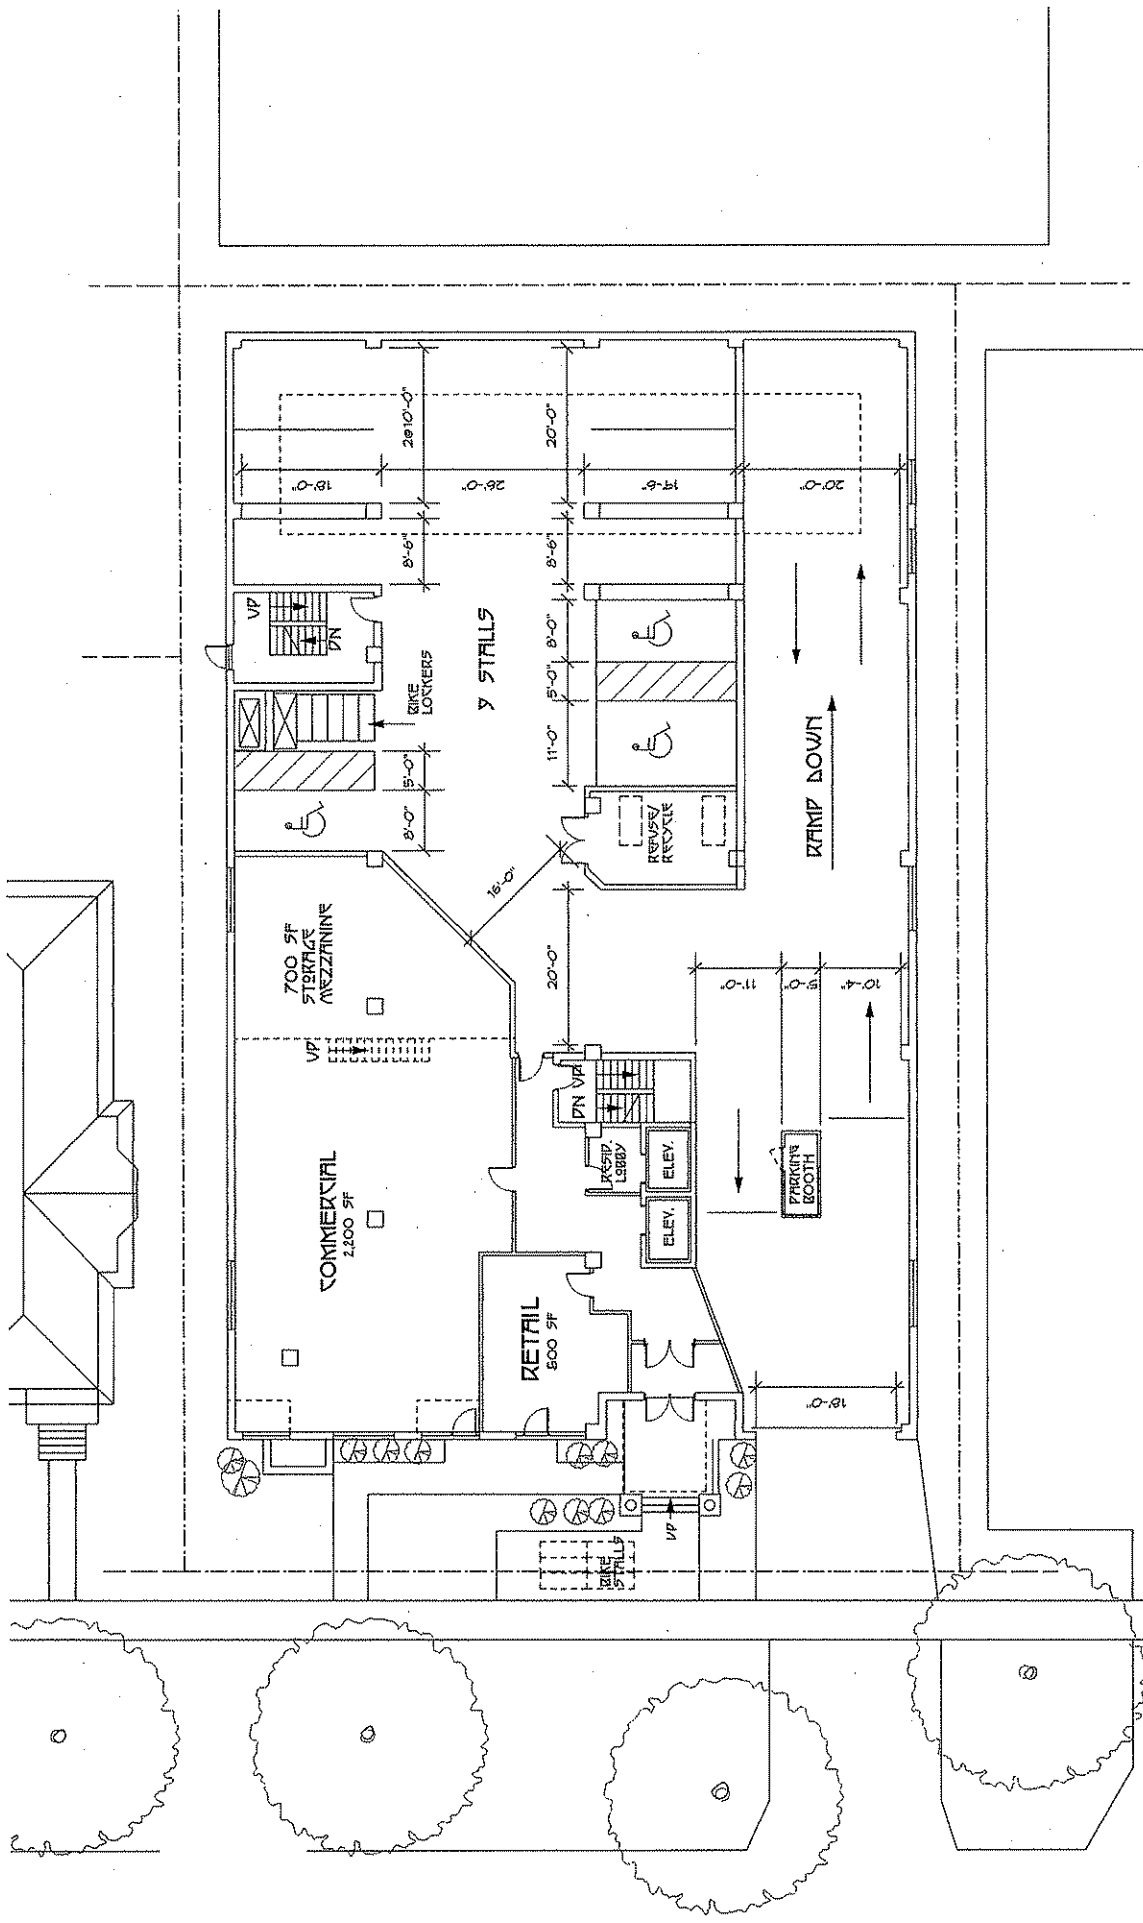 2@10'-0"
20'-0"
18'-0"
26'-0"
19'-6"
20'-0"
8'-6"
8'-6"
UP
DN
BIKE
LOCKERS
9 STALLS
8'-0"
5'-0"
11'-0"
5'-0"
8'-0"
REFUSE/
RECYCLE
RAMP DOWN
16'-0"
700 SF
STORAGE
MEZZANINE
20'-0"
11'-0"
5'-0"
10'-4"
UP
DN UP
RESID.
LOBBY
ELEV.
ELEV.
PARKING
BOOTH
COMMERCIAL
2,200 SF
RETAIL
500 SF
18'-0"
UP
BIKE
STALLS